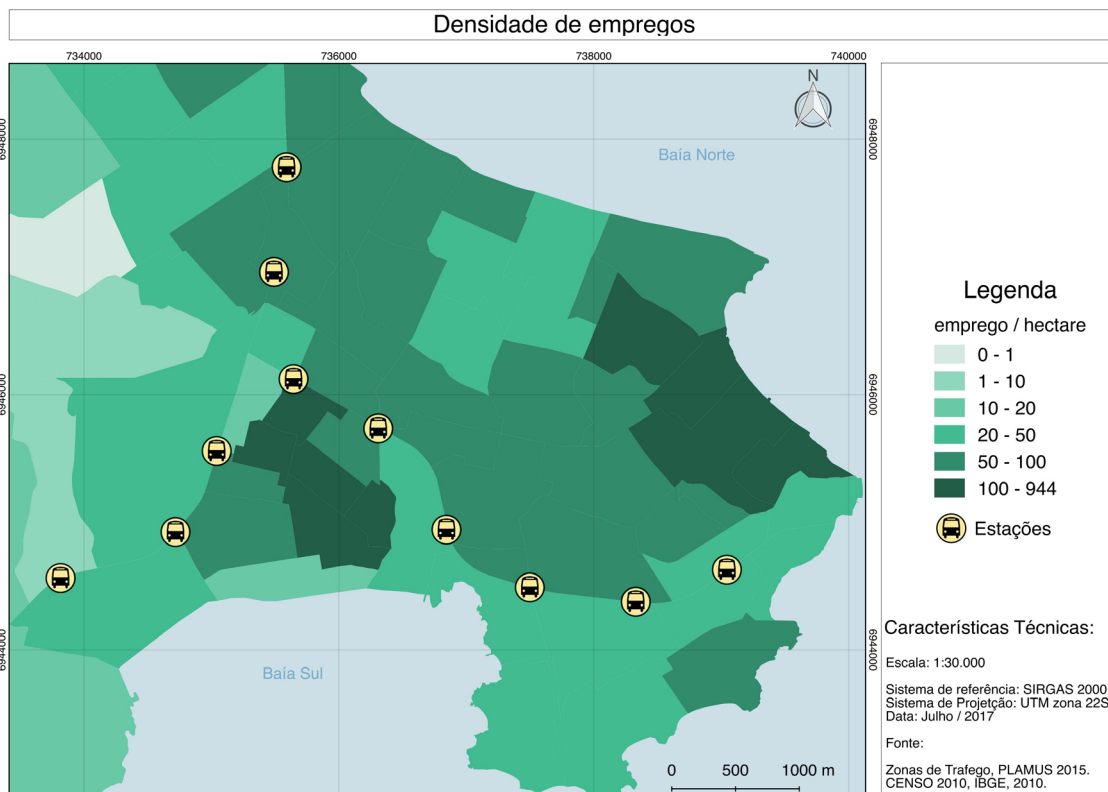 Densidade de empregos
734000
736000
738000
740000
N
6948000
6948000
Baía Norte
Legenda
emprego / hectare
0 - 1
1 - 10
10 - 20
20 - 50
50 - 100
100 - 944
Estações
6946000
6946000
6944000
6944000
Baía Sul
0 500 1000 m
Características Técnicas:
Escala: 1:30.000
Sistema de referência: SIRGAS 2000
Sistema de Projetção: UTM zona 22S
Data: Julho / 2017
Fonte:
Zonas de Trafego, PLAMUS 2015.
CENSO 2010, IBGE, 2010.